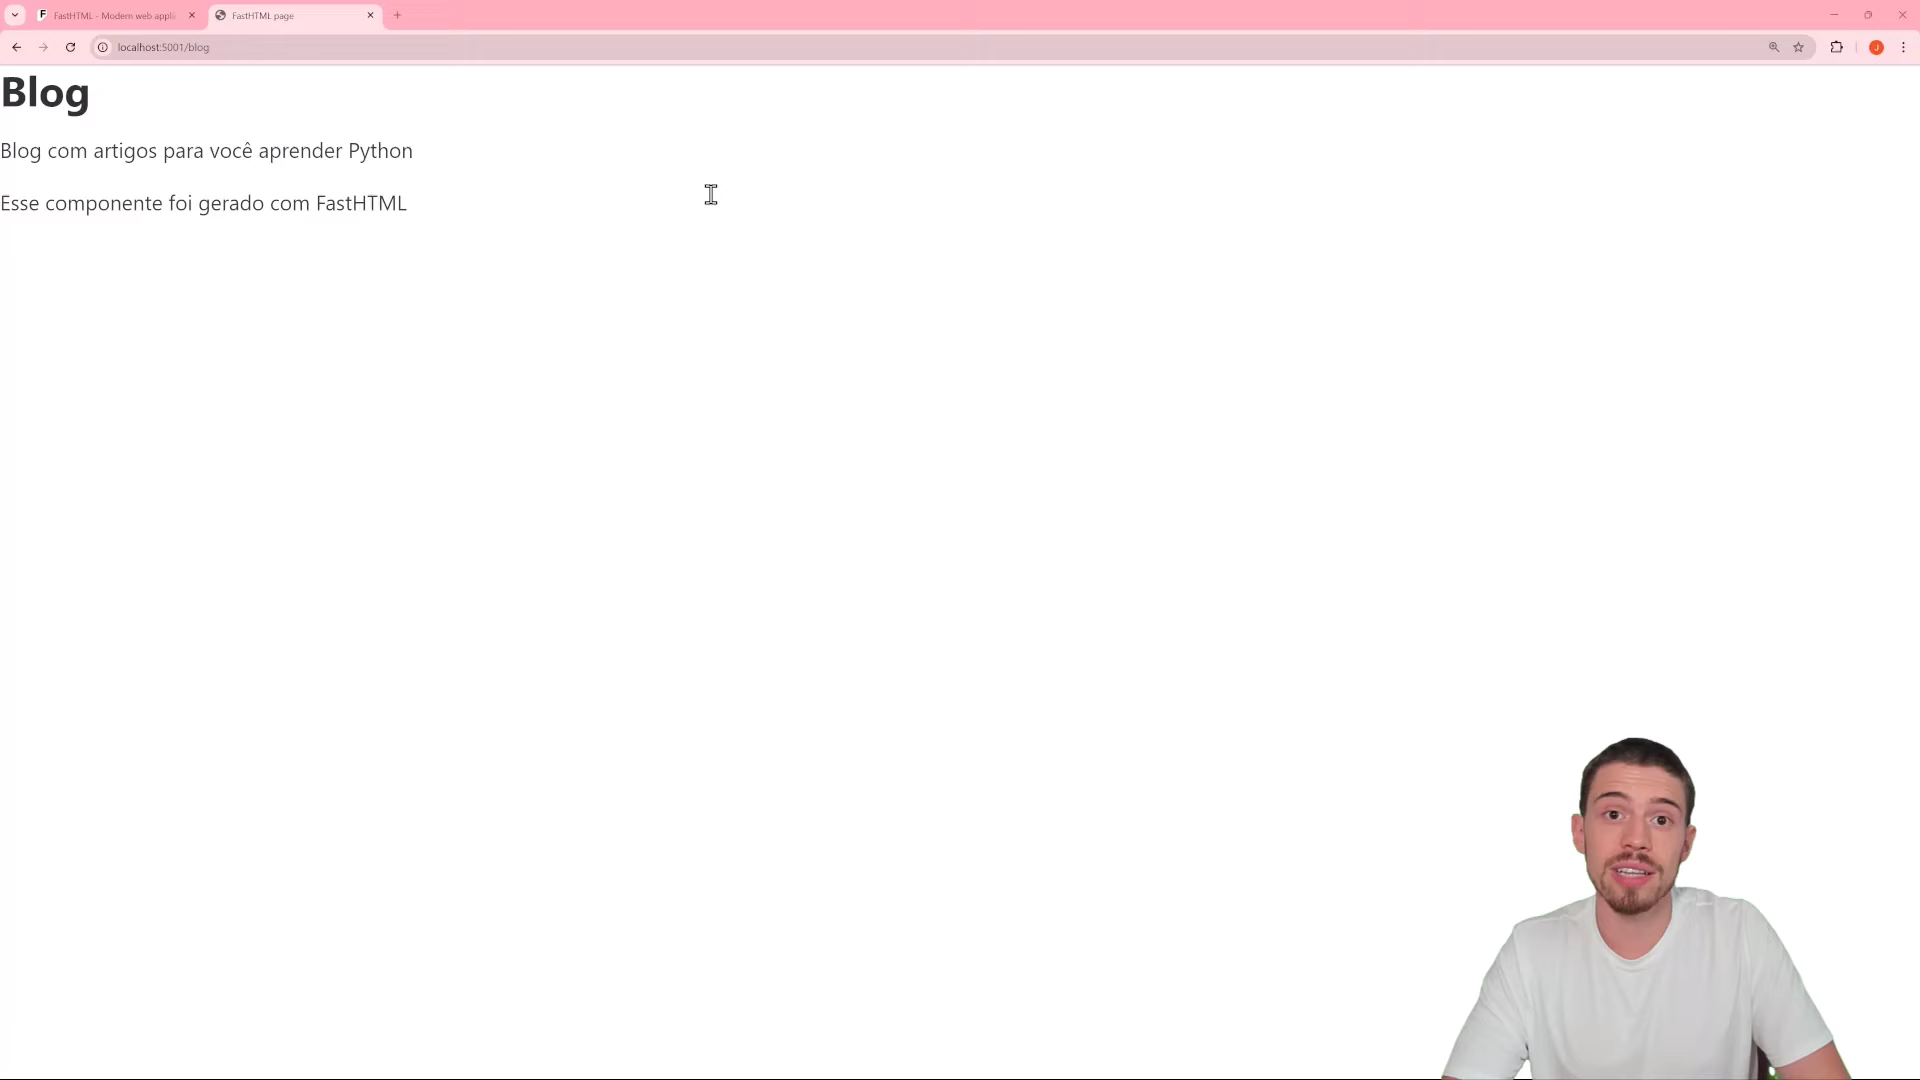 FastHTML - Modern web appli
FastHTML page
localhost:5001/blog
J
Blog
Blog com artigos para você aprender Python
Esse componente foi gerado com FastHTML